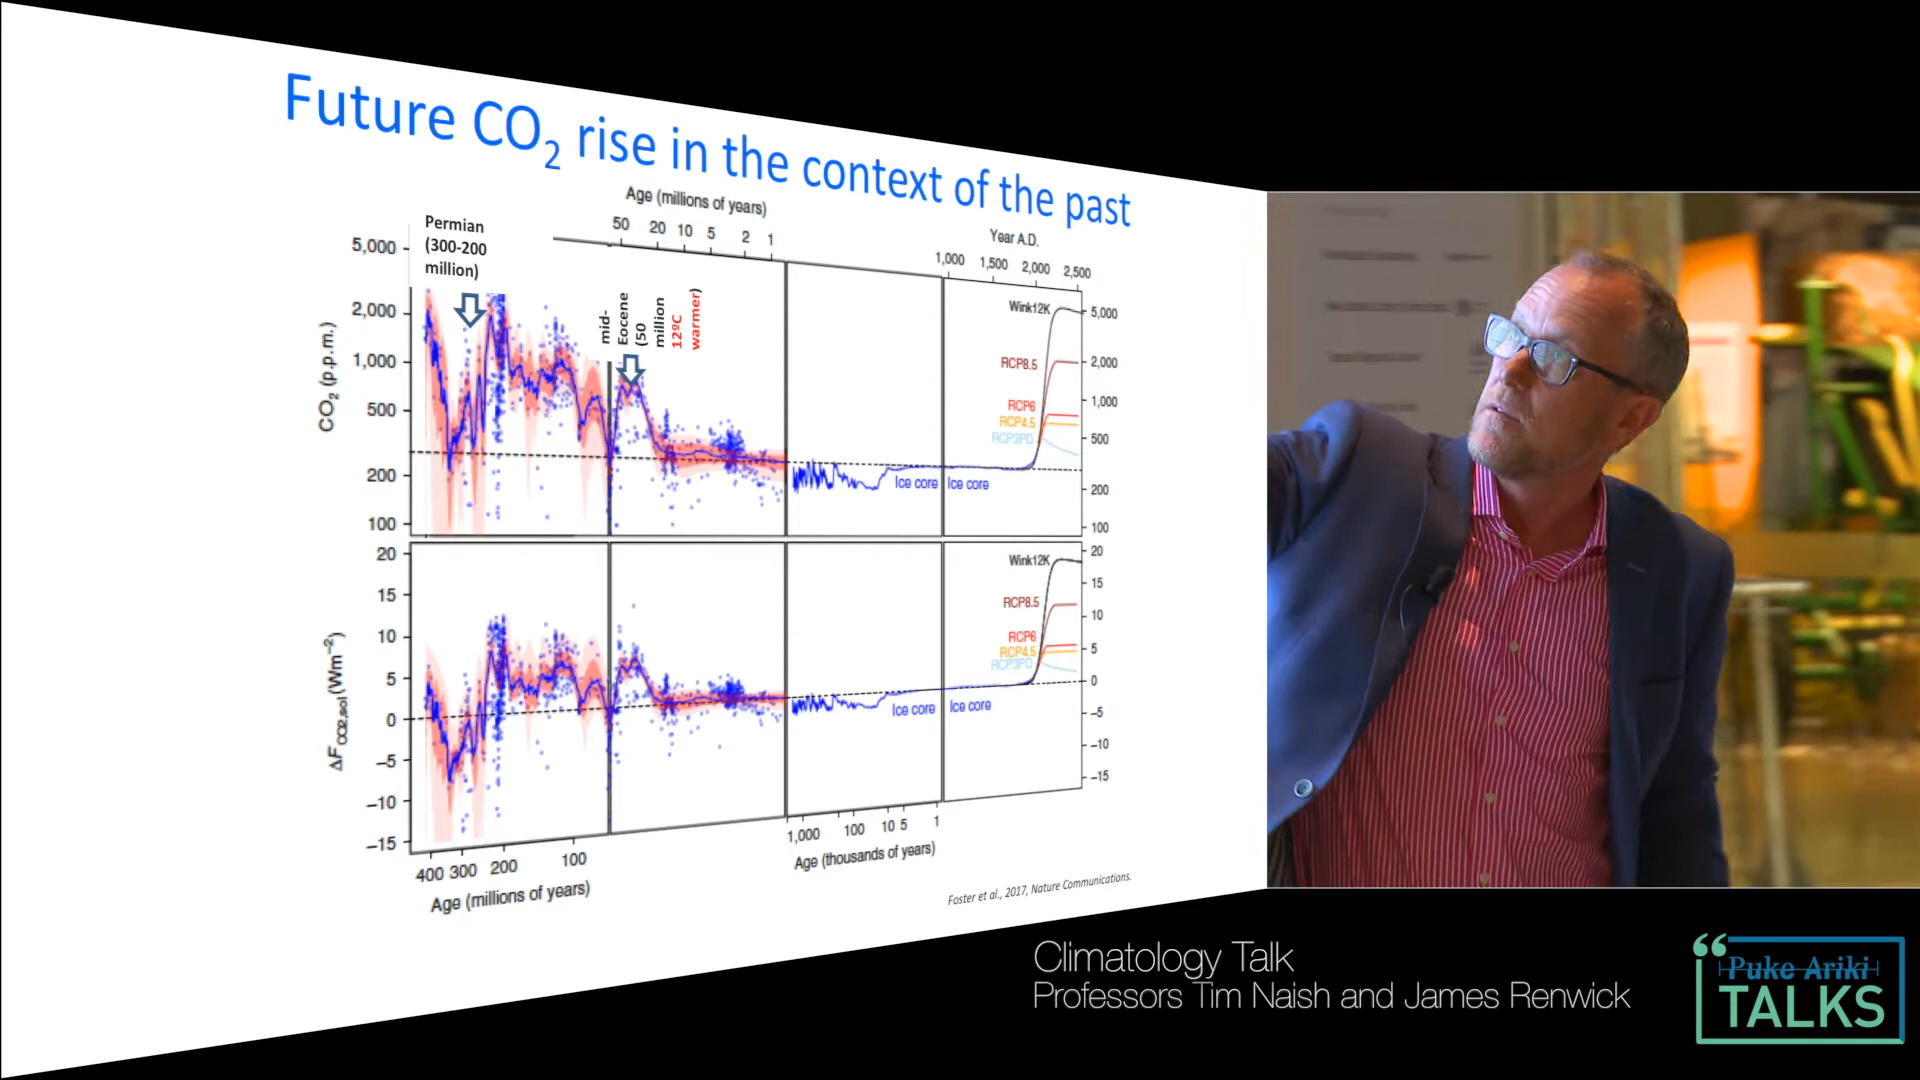 Future CO2 rise in the context of the past
Age (millions of years)
50 20 10 5 2 1
Year A.D.
1,000 1,500 2,000 2,500
Permian
(300-200
million)
mid-
Eocene
(50
million
12ºC
warmer)
CO2 (p.p.m.)
5,000
2,000
1,000
500
200
100
Wink12K
RCP8.5
RCP6
RCP4.5
RCP3PD
5,000
2,000
1,000
500
200
100
Ice core
Ice core
ΔFCO2,sol (Wm−2)
20
15
10
5
0
−5
−10
−15
Wink12K
RCP8.5
RCP6
RCP4.5
RCP3PD
20
15
10
5
0
−5
−10
−15
Ice core
Ice core
400 300 200 100
Age (millions of years)
1,000 100 10 5 1
Age (thousands of years)
Foster et al., 2017, Nature Communications.
Climatology Talk
Professors Tim Naish and James Renwick
Puke Ariki
TALKS